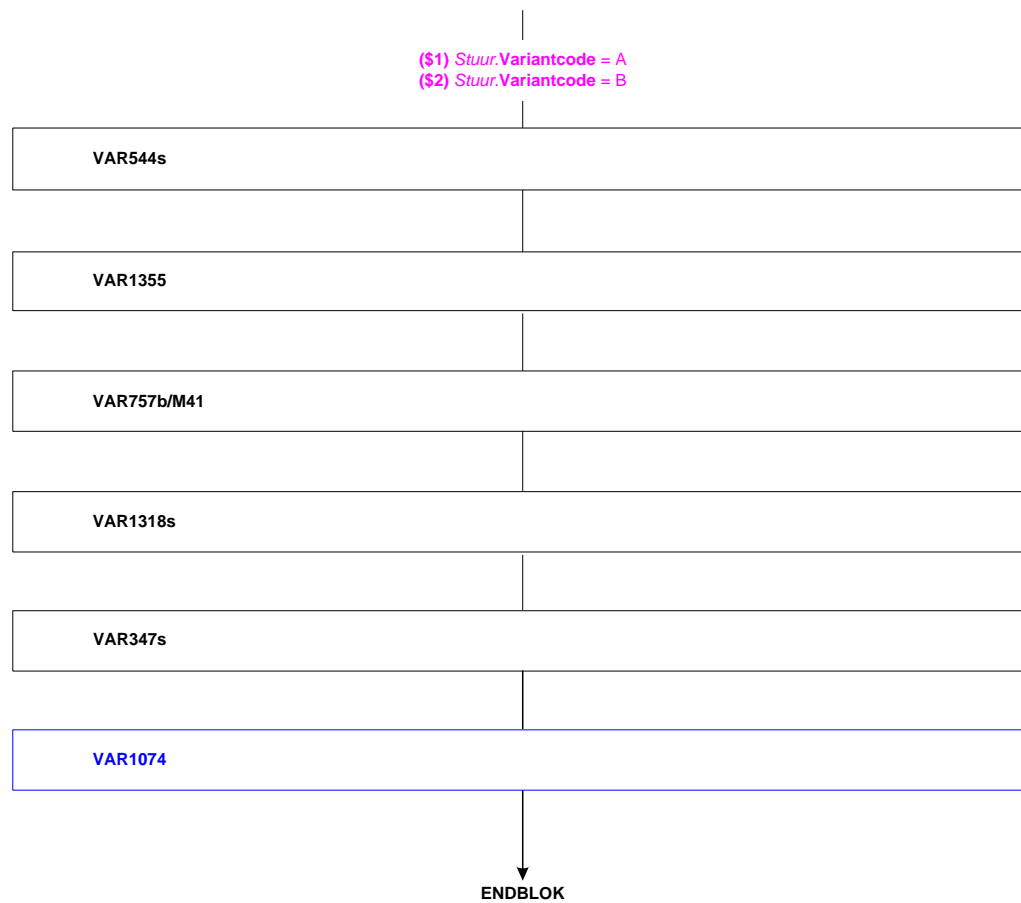 ($1) Stuur.Variantcode = A
($2) Stuur.Variantcode = B
VAR544s
VAR1355
VAR757b/M41
VAR1318s
VAR347s
VAR1074
ENDBLOK